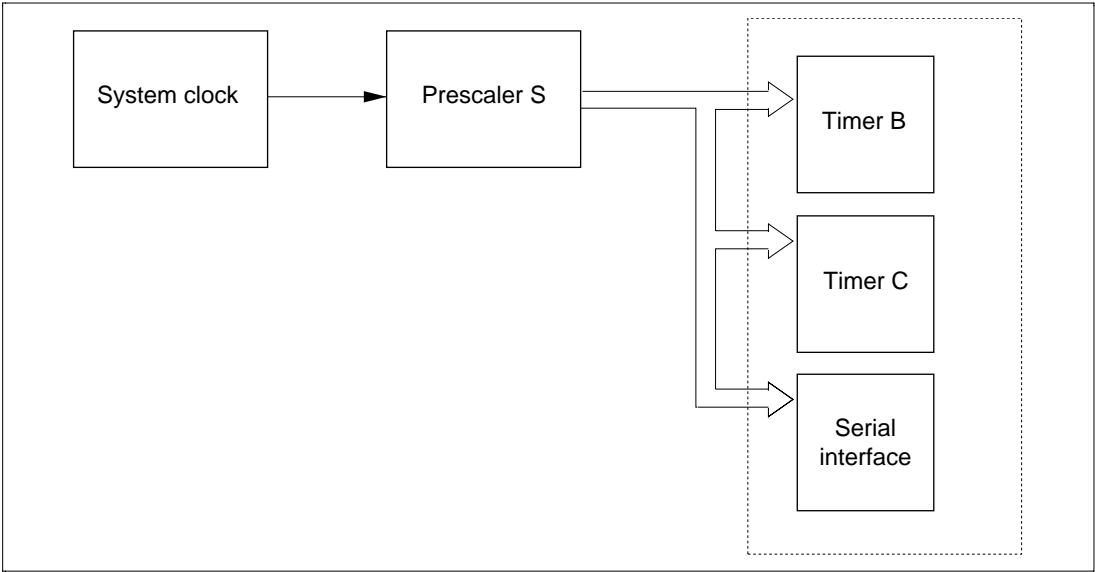 System clock
Prescaler S
Timer B
Timer C
Serial
interface